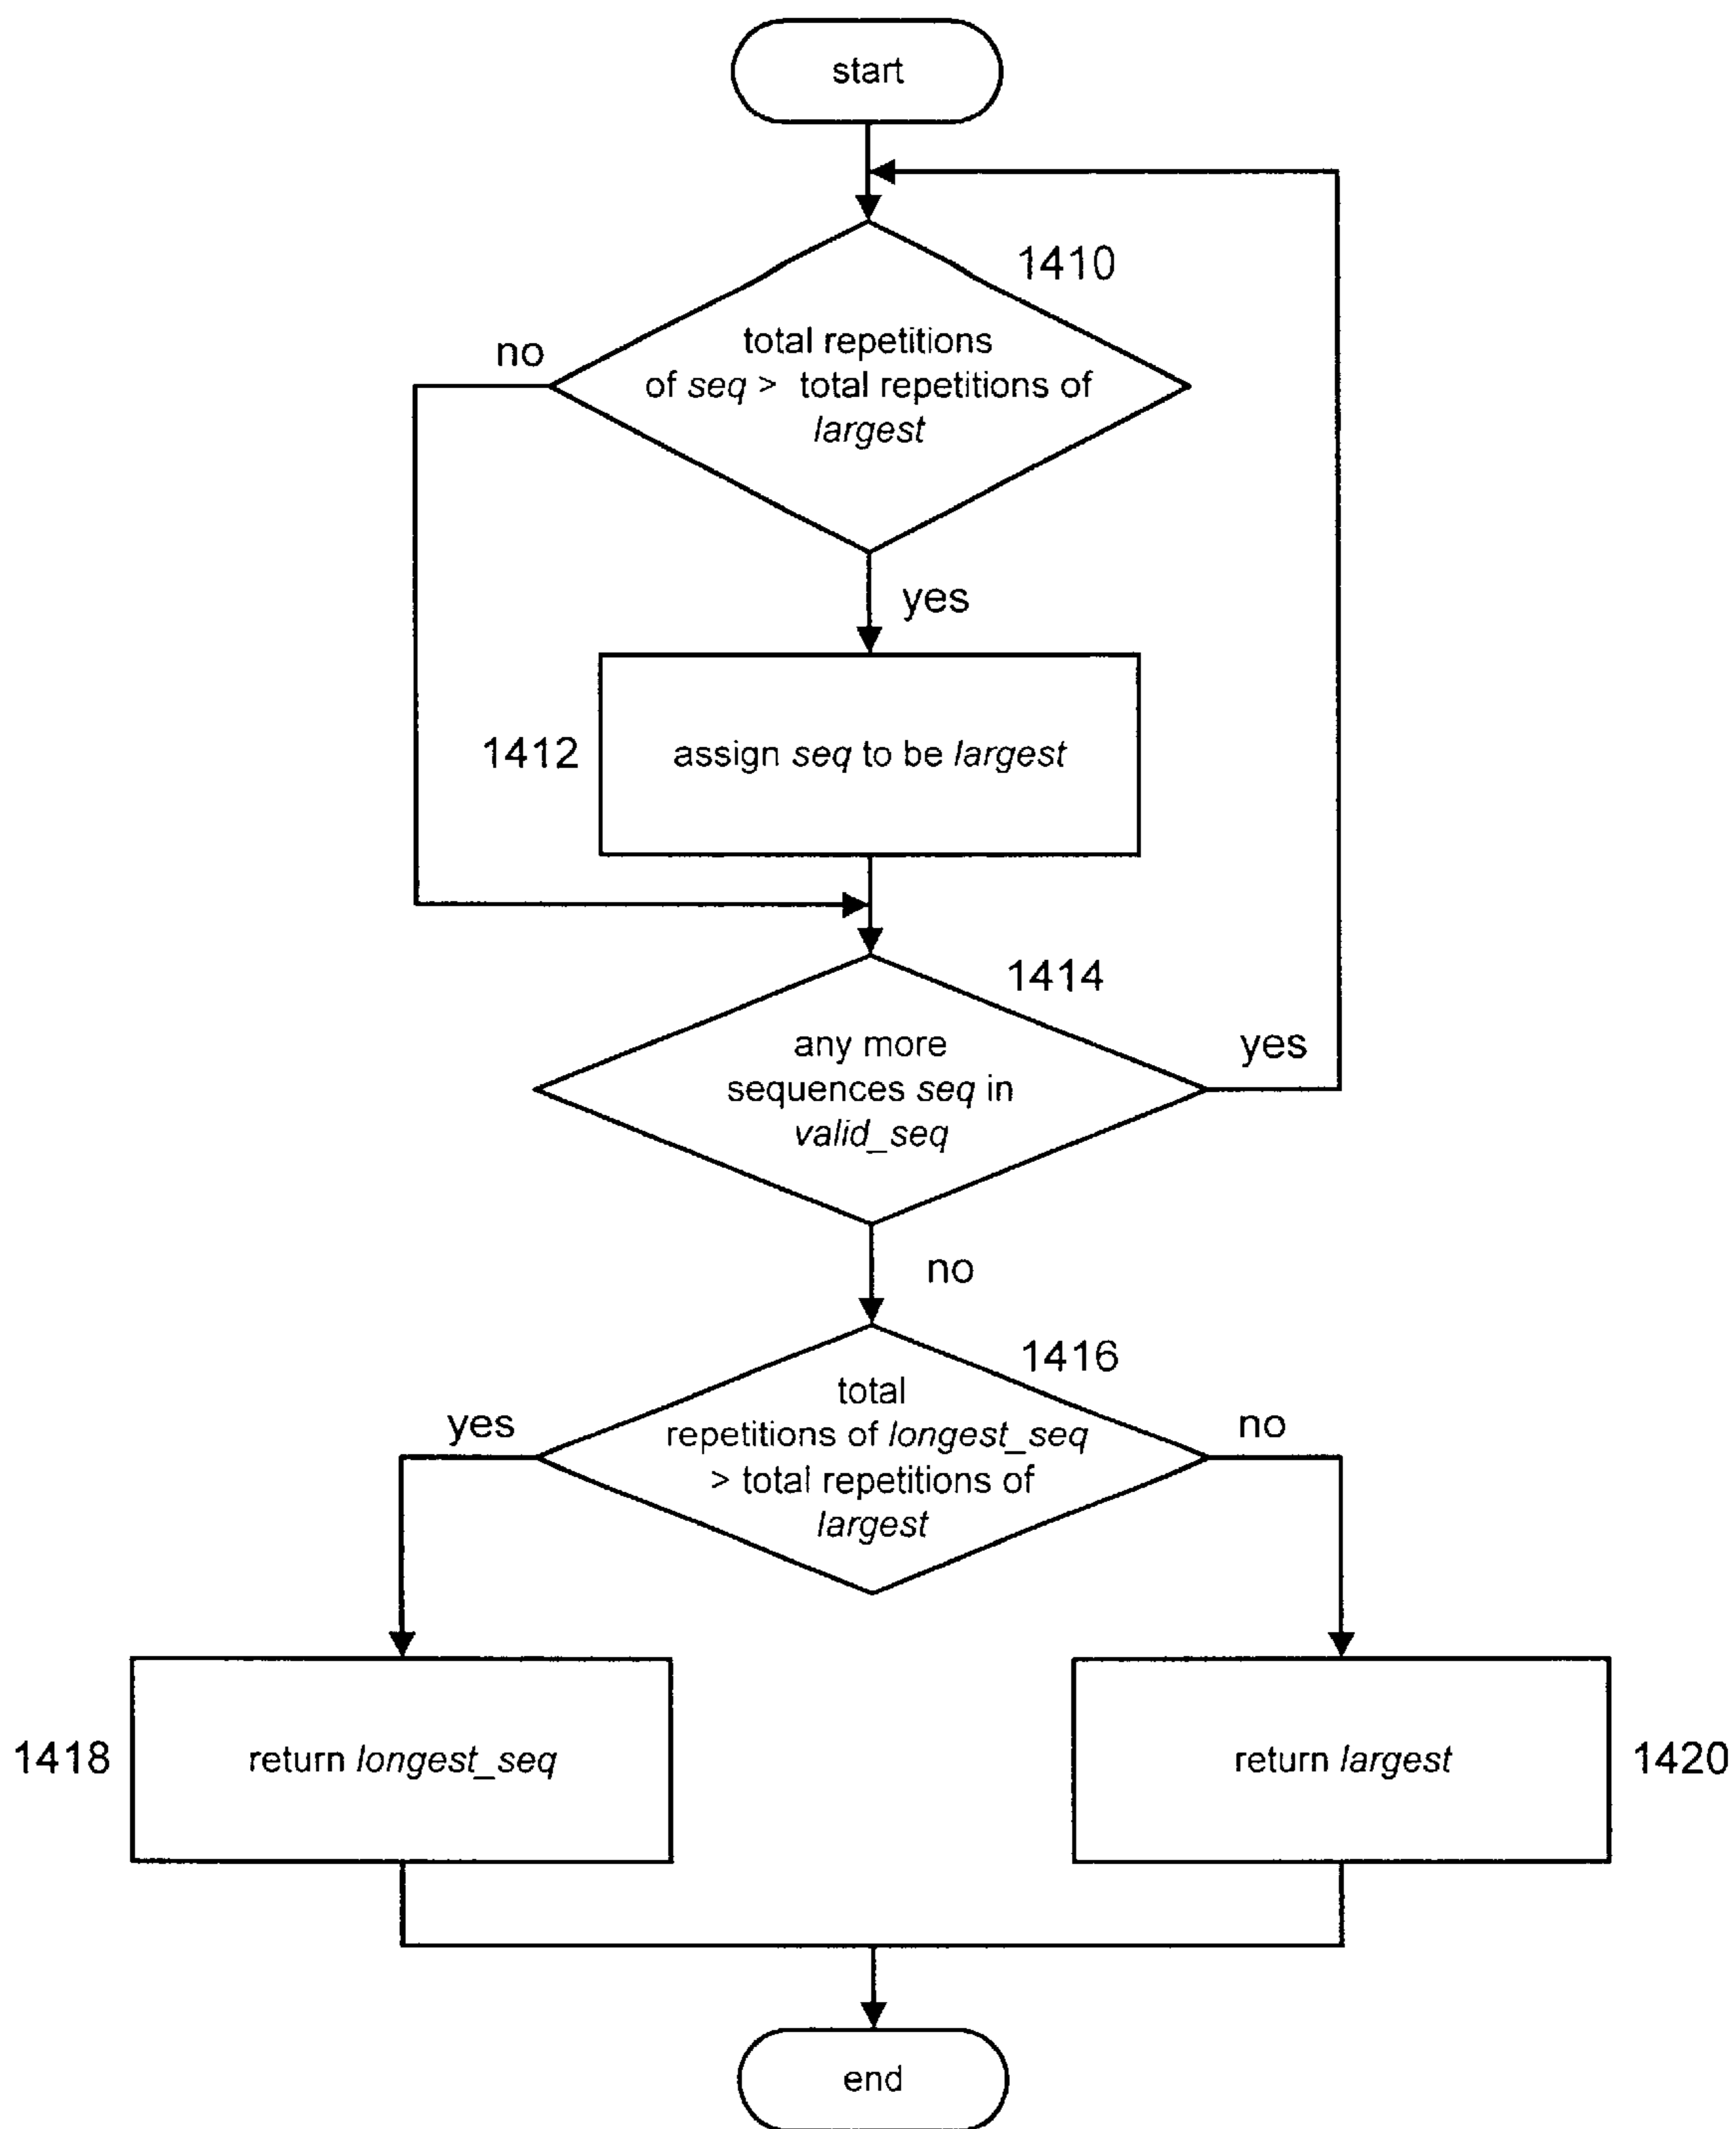 start
1410
no
total repetitions
of seq > total repetitions of
largest
yes
1412
assign seq to be largest
1414
any more
sequences seq in
valid_seq
yes
no
1416
total
repetitions of longest_seq
> total repetitions of
largest
yes
no
1418
return longest_seq
return largest
1420
end